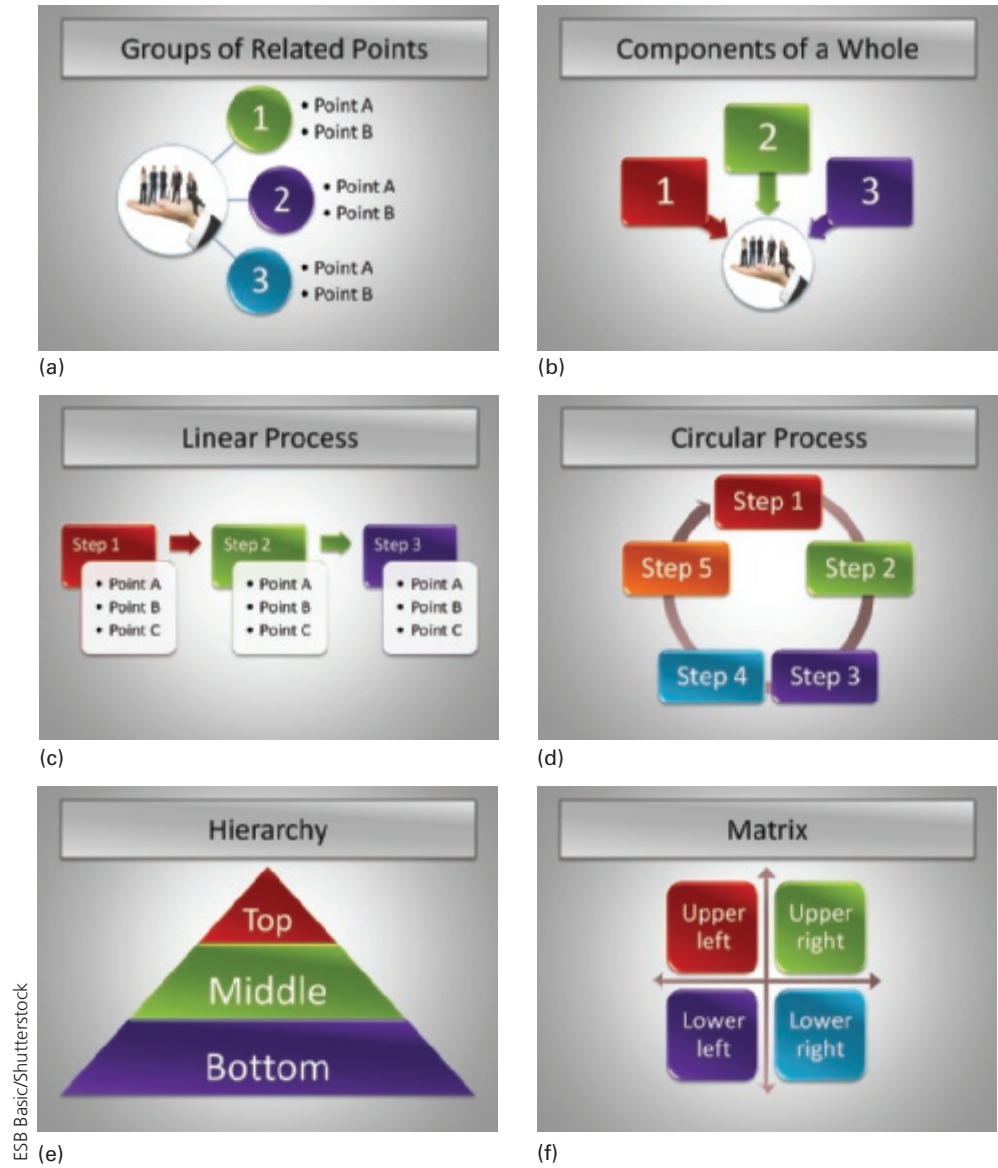 Groups of Related Points
1
• Point A
• Point B
2
• Point A
• Point B
3
• Point A
• Point B
(a)
Components of a Whole
1
2
3
(b)
Linear Process
Step 1
• Point A
• Point B
• Point C
Step 2
• Point A
• Point B
• Point C
Step 3
• Point A
• Point B
• Point C
(c)
Circular Process
Step 1
Step 2
Step 3
Step 4
Step 5
(d)
Hierarchy
Top
Middle
Bottom
(e)
Matrix
Upper
left
Upper
right
Lower
left
Lower
right
(f)
ESB Basic/Shutterstock